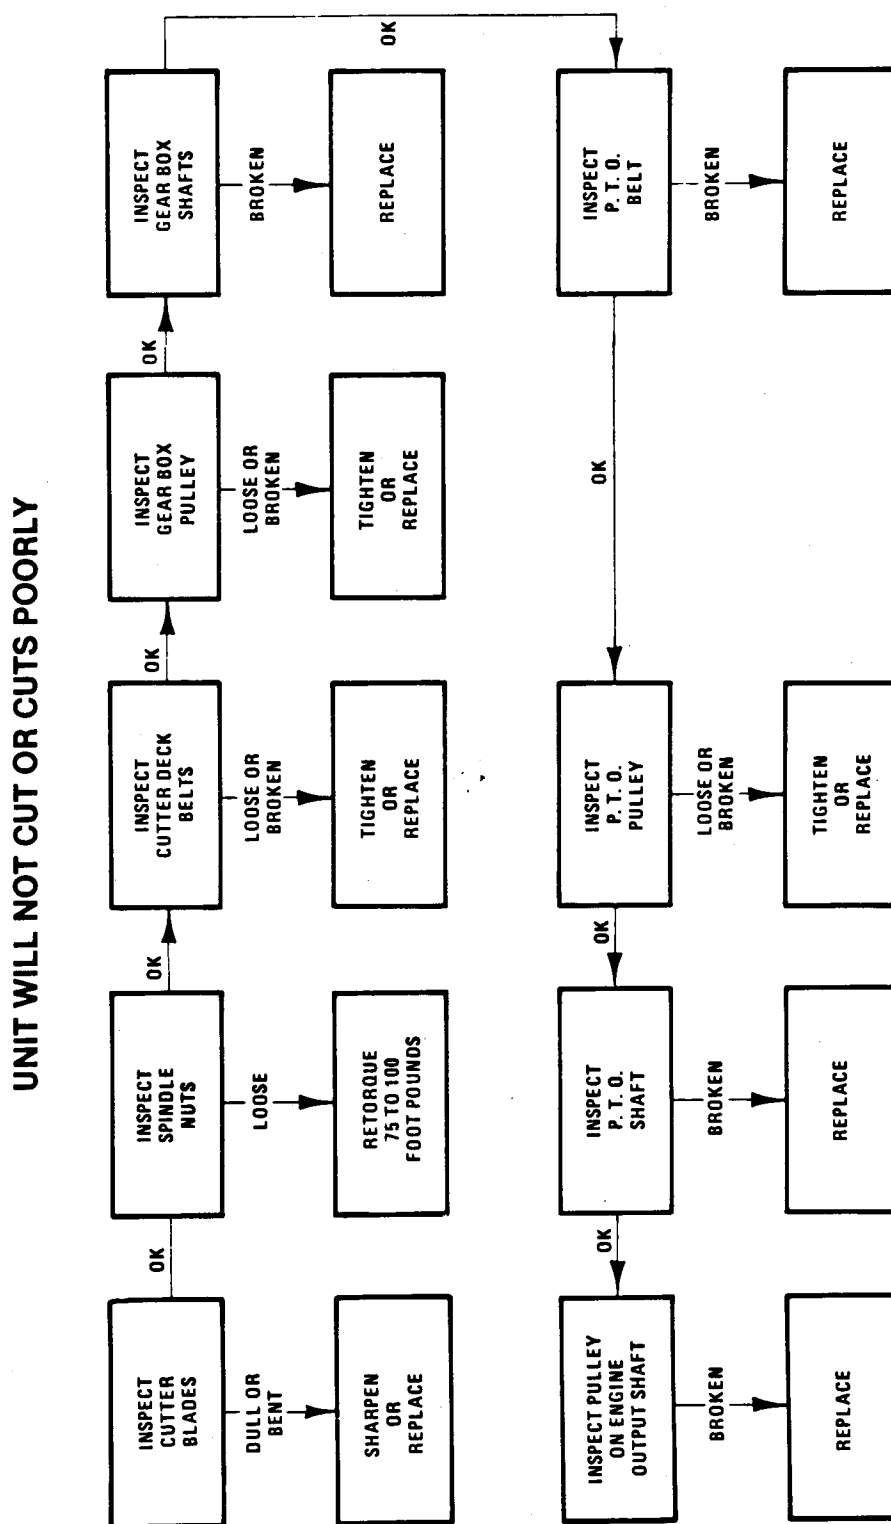 UNIT WILL NOT CUT OR CUTS POORLY
INSPECT
CUTTER
BLADES
OK
INSPECT
SPINDLE
NUTS
OK
INSPECT
CUTTER DECK
BELTS
OK
INSPECT
GEAR BOX
PULLEY
OK
INSPECT
GEAR BOX
SHAFTS
OK
DULL OR
BENT
LOOSE
LOOSE OR
BROKEN
LOOSE OR
BROKEN
BROKEN
SHARPEN
OR
REPLACE
RETORQUE
75 TO 100
FOOT POUNDS
TIGHTEN
OR
REPLACE
TIGHTEN
OR
REPLACE
REPLACE
INSPECT PULLEY
ON ENGINE
OUTPUT SHAFT
OK
INSPECT
P. T. O.
SHAFT
OK
INSPECT
P. T. O.
PULLEY
OK
INSPECT
P. T. O.
BELT
BROKEN
BROKEN
LOOSE OR
BROKEN
BROKEN
REPLACE
REPLACE
TIGHTEN
OR
REPLACE
REPLACE